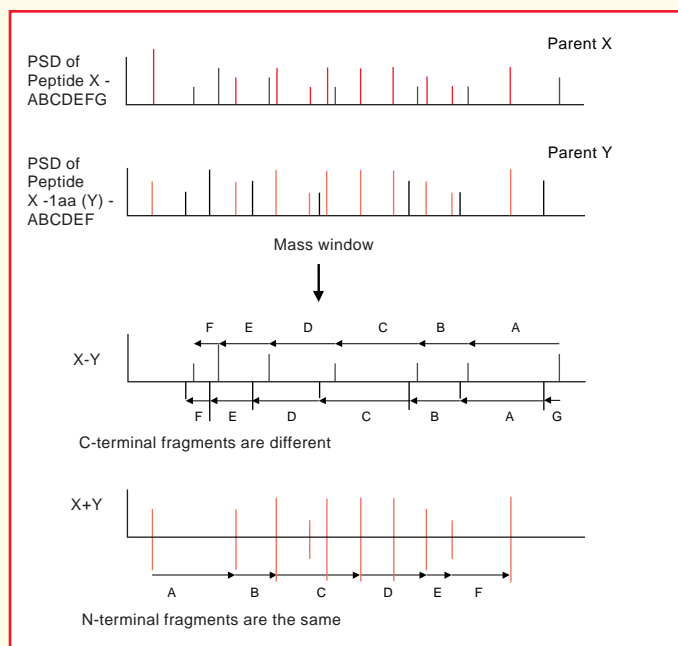 Parent X
PSD of
Peptide X -
ABCDEFG
Parent Y
PSD of
Peptide
X -1aa (Y) -
ABCDEF
Mass window
F E D C B A
X-Y
F E D C B A G
C-terminal fragments are different
X+Y
A B C D E F
N-terminal fragments are the same